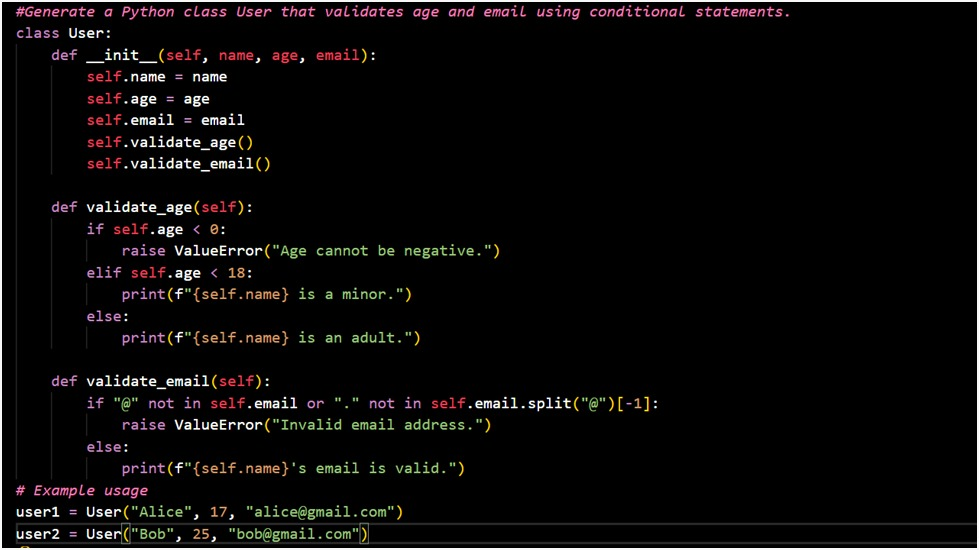 #Generate a Python class User that validates age and email using conditional statements.
class User:
    def __init__(self, name, age, email):
        self.name = name
        self.age = age
        self.email = email
        self.validate_age()
        self.validate_email()

    def validate_age(self):
        if self.age < 0:
            raise ValueError("Age cannot be negative.")
        elif self.age < 18:
            print(f"{self.name} is a minor.")
        else:
            print(f"{self.name} is an adult.")

    def validate_email(self):
        if "@" not in self.email or "." not in self.email.split("@")[-1]:
            raise ValueError("Invalid email address.")
        else:
            print(f"{self.name}'s email is valid.")
# Example usage
user1 = User("Alice", 17, "alice@gmail.com")
user2 = User("Bob", 25, "bob@gmail.com")